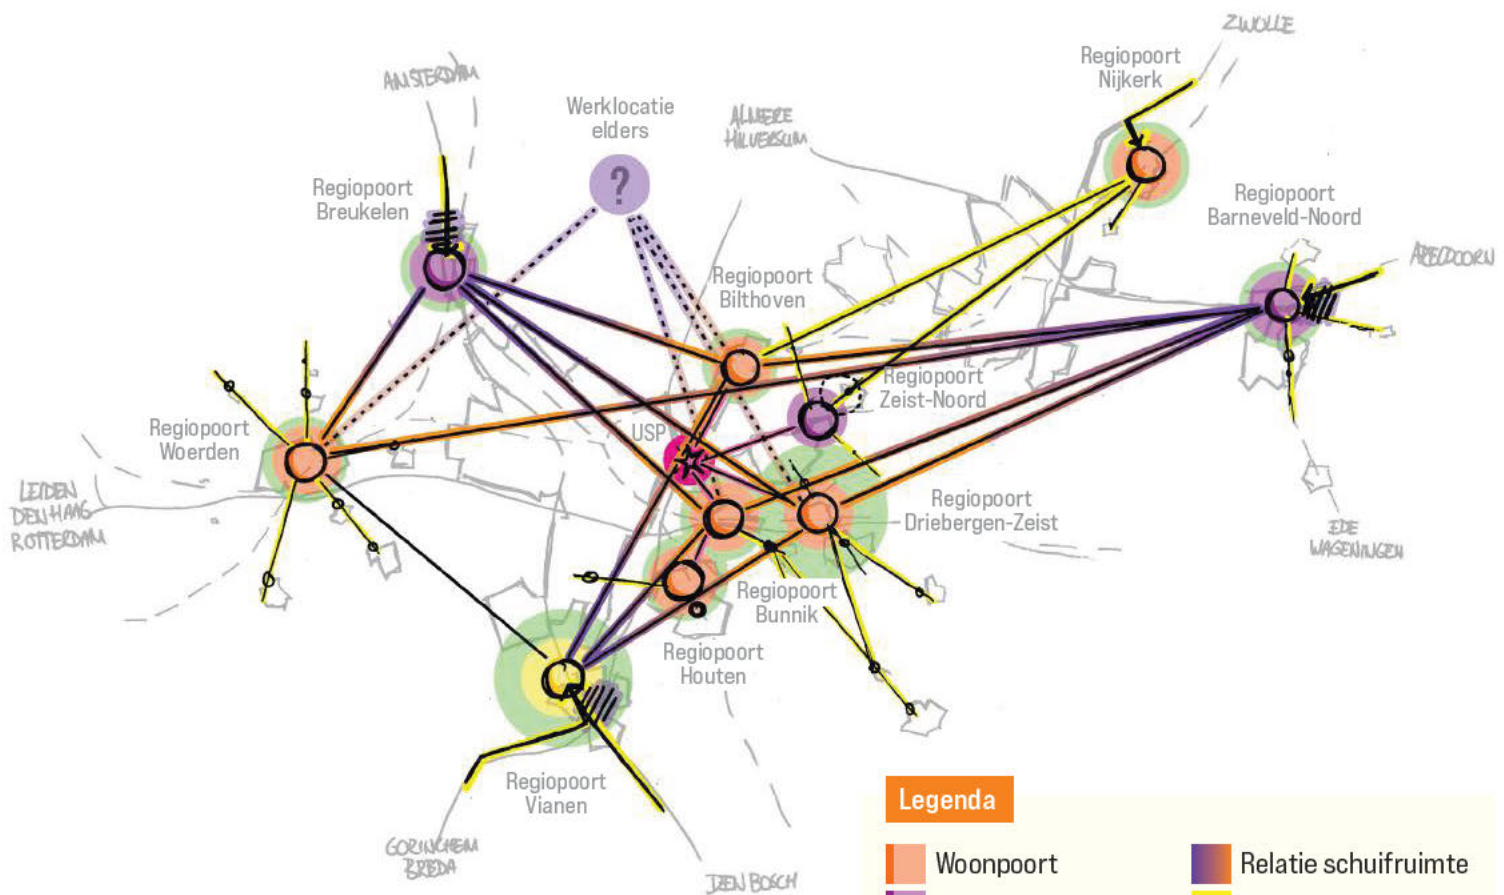 ZWOLLE
Regiopoort
Nijkerk
AMSTERDAM
Werklocatie
elders
?
ALMERE
HILVERSUM
Regiopoort
Breukelen
Regiopoort
Barneveld-Noord
APELDOORN
Regiopoort
Bilthoven
Regiopoort
Zeist-Noord
USP
Regiopoort
Woerden
LEIDEN
DEN HAAG
ROTTERDAM
Regiopoort
Driebergen-Zeist
EDE
WAGENINGEN
Regiopoort
Bunnik
Regiopoort
Houten
Regiopoort
Vianen
GORINCHEM
BREDA
DEN BOSCH
Legenda
Woonpoort
Relatie schuifruimte